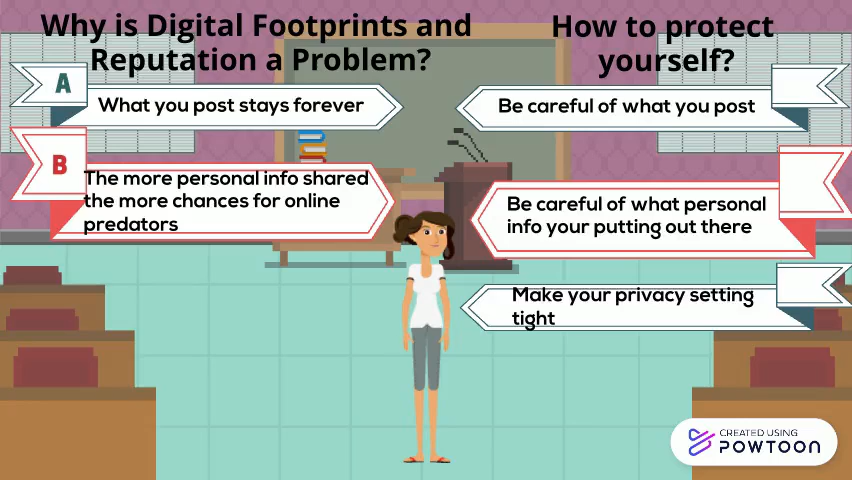 Why is Digital Footprints and
Reputation a Problem?
A
What you post stays forever
B
The more personal info shared
the more chances for online
predators
How to protect
yourself?
Be careful of what you post
Be careful of what personal
info your putting out there
Make your privacy setting
tight
CREATED USING
POWTOON